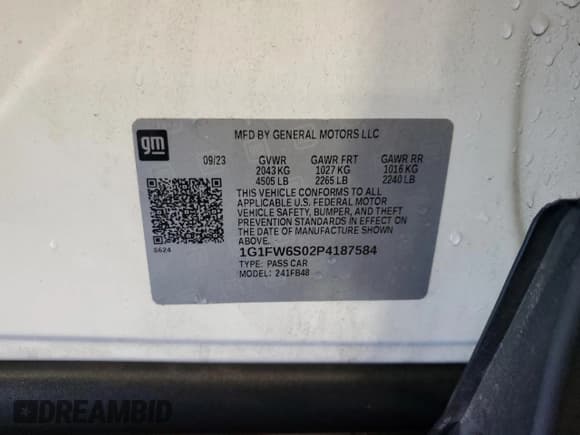 gm
MFD BY GENERAL MOTORS LLC
09/23 GVWR GAWR FRT GAWR RR
2043 KG 1027 KG 1016 KG
4505 LB 2265 LB 2240 LB
THIS VEHICLE CONFORMS TO ALL
APPLICABLE U.S. FEDERAL MOTOR
VEHICLE SAFETY, BUMPER, AND THEFT
PREVENTION STANDARDS IN EFFECT ON
THE DATE OF MANUFACTURE SHOWN
ABOVE.
S624
1G1FW6S02P4187584
TYPE: PASS CAR
MODEL: 241FB48
DREAMBID